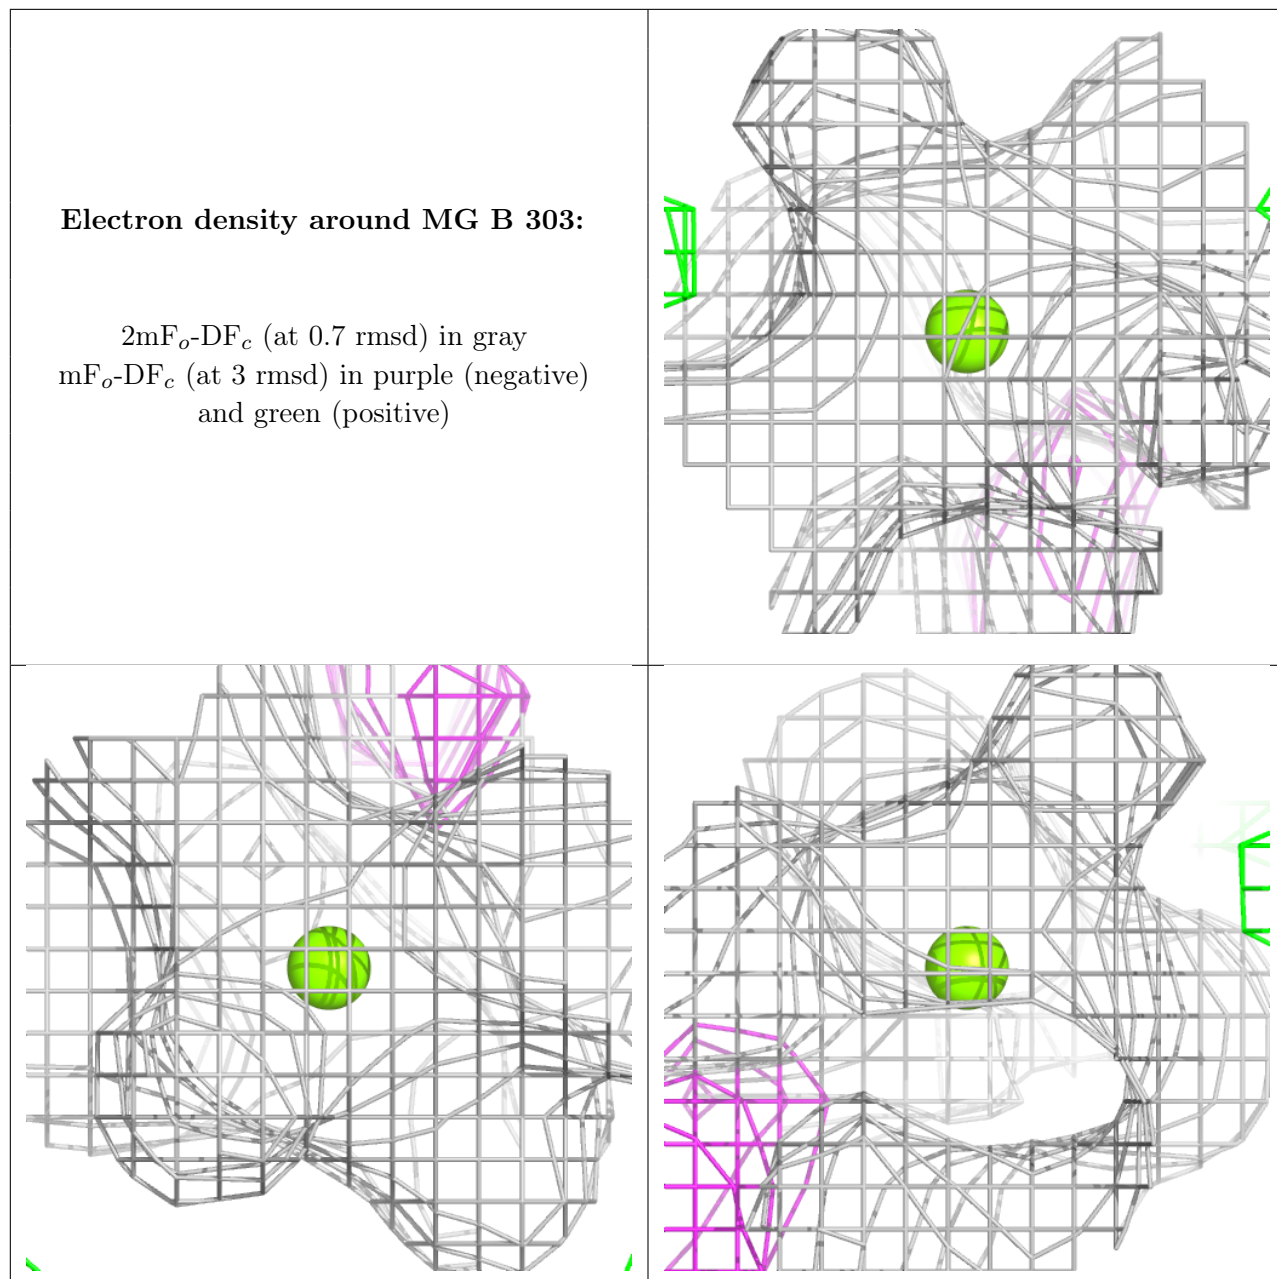 Electron density around MG B 303:
2mFo-DFc (at 0.7 rmsd) in gray
mFo-DFc (at 3 rmsd) in purple (negative)
and green (positive)